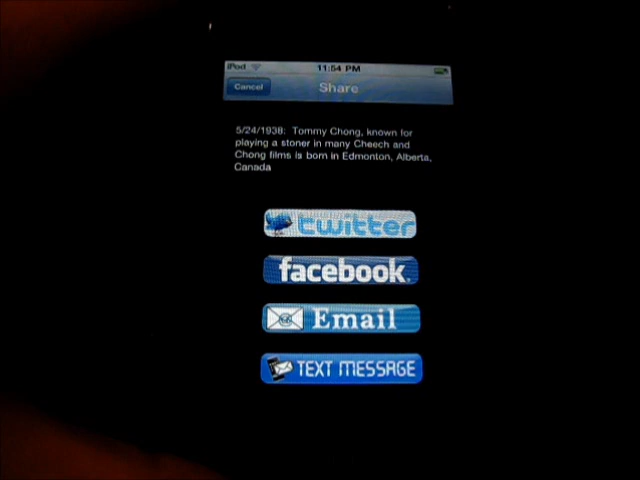 iPod 11:54 PM
Cancel Share
5/24/1938: Tommy Chong, known for
playing a stoner in many Cheech and
Chong films is born in Edmonton, Alberta,
Canada
twitter
facebook
Email
TEXT MESSAGE